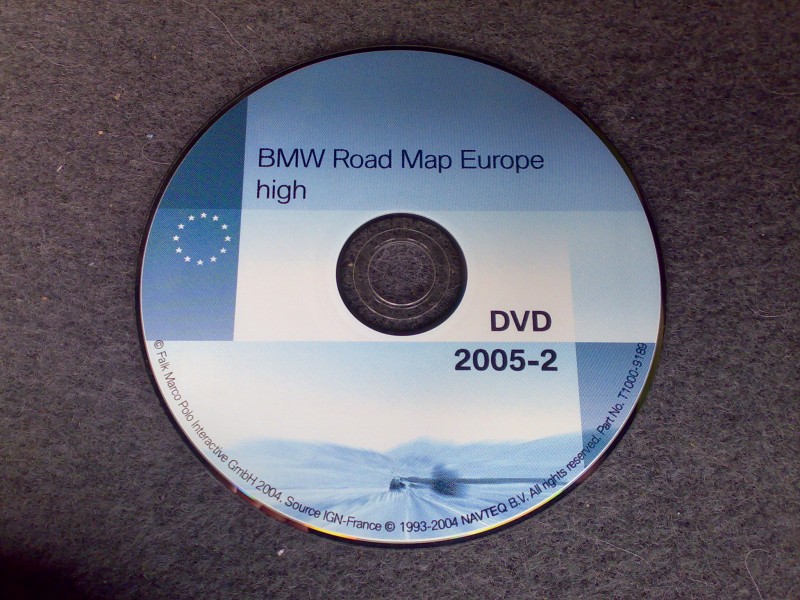 BMW Road Map Europe
high
DVD
2005-2
© Falk Marco Polo Interactive GmbH 2004, Source IGN-France © 1993-2004 NAVTEQ B.V. All rights reserved. Part No. T1000-9189